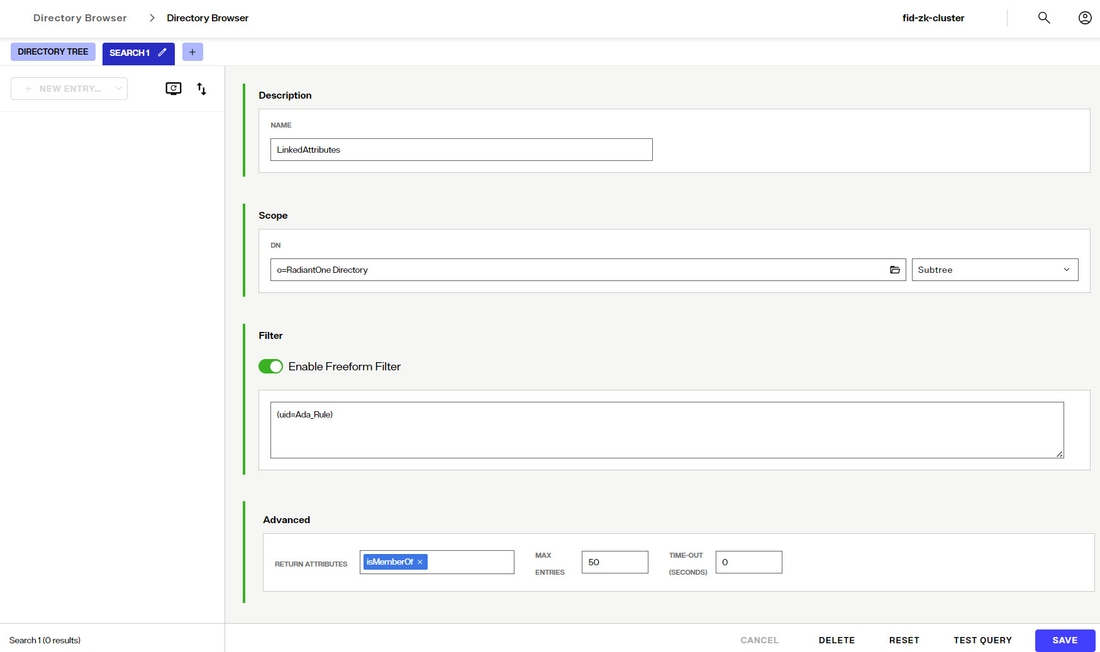 Directory Browser > Directory Browser
fid-zk-cluster
DIRECTORY TREE
SEARCH 1
+
+ NEW ENTRY...
Description
NAME
LinkedAttributes
Scope
DN
o=RadiantOne Directory
Subtree
Filter
Enable Freeform Filter
(uid=Ada_Rule)
Advanced
RETURN ATTRIBUTES
isMemberOf ×
MAX
ENTRIES
50
TIME-OUT
(SECONDS)
0
Search 1 (0 results)
CANCEL
DELETE
RESET
TEST QUERY
SAVE